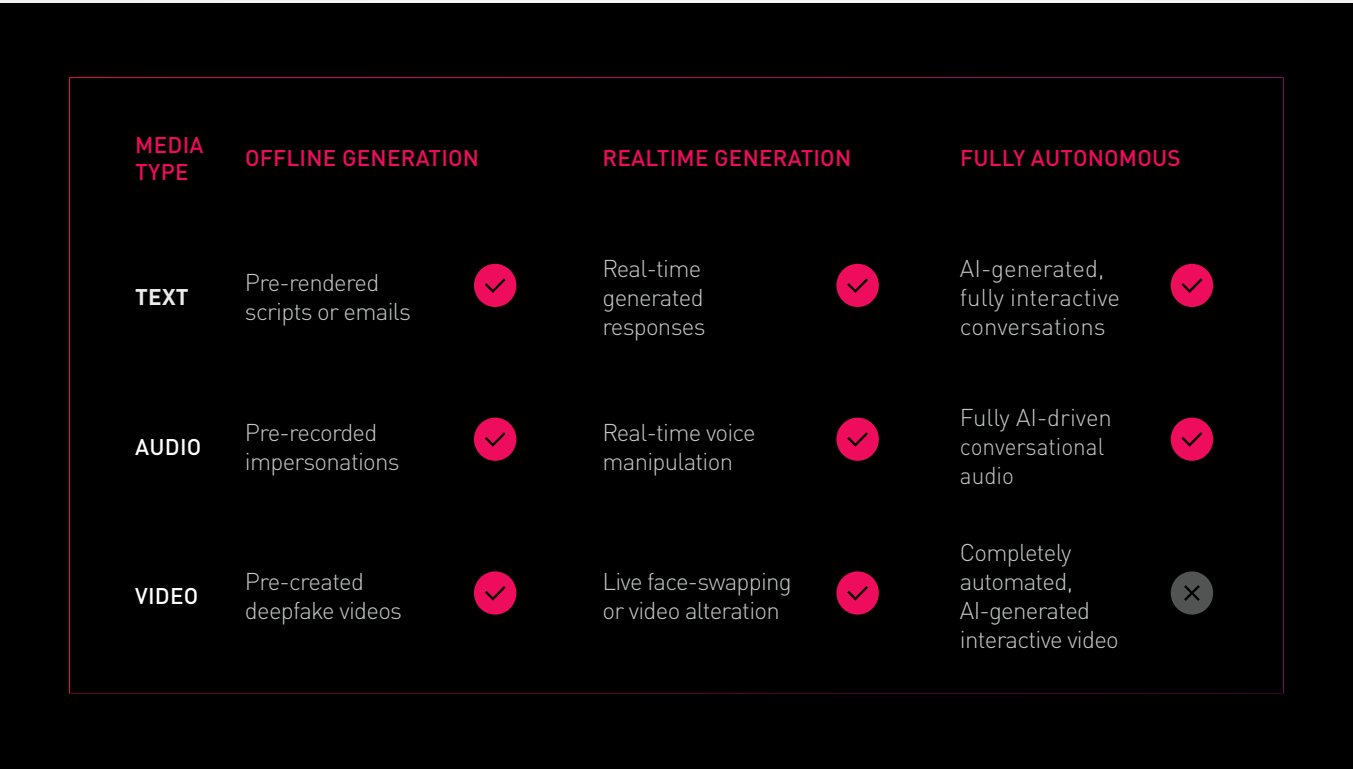 MEDIA
TYPE
OFFLINE GENERATION
REALTIME GENERATION
FULLY AUTONOMOUS
TEXT
Pre-rendered
scripts or emails
Real-time
generated
responses
AI-generated,
fully interactive
conversations
AUDIO
Pre-recorded
impersonations
Real-time voice
manipulation
Fully AI-driven
conversational
audio
VIDEO
Pre-created
deepfake videos
Live face-swapping
or video alteration
Completely
automated,
AI-generated
interactive video